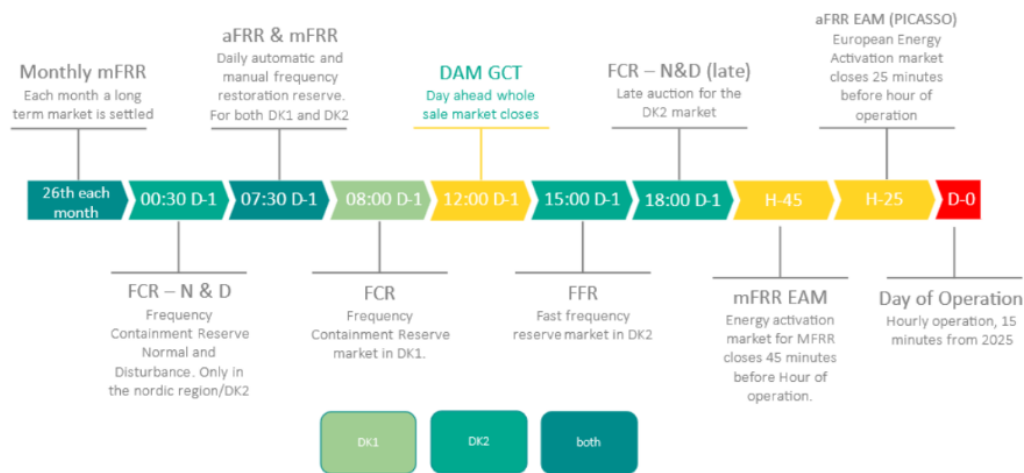 Monthly mFRR
Each month a long
term market is settled
aFRR & mFRR
Daily automatic and
manual frequency
restoration reserve.
For both DK1 and DK2
DAM GCT
Day ahead whole
sale market closes
FCR – N&D (late)
Late auction for the
DK2 market
aFRR EAM (PICASSO)
European Energy
Activation market
closes 25 minutes
before hour of
operation
26th each
month
00:30 D-1
07:30 D-1
08:00 D-1
12:00 D-1
15:00 D-1
18:00 D-1
H-45
H-25
D-0
FCR – N & D
Frequency
Containment Reserve
Normal and
Disturbance. Only in
the nordic region/DK2
FCR
Frequency
Containment Reserve
market in DK1.
FFR
Fast frequency
reserve market in DK2
mFRR EAM
Energy activation
market for MFRR
closes 45 minutes
before Hour of
operation.
Day of Operation
Hourly operation, 15
minutes from 2025
DK1
DK2
both